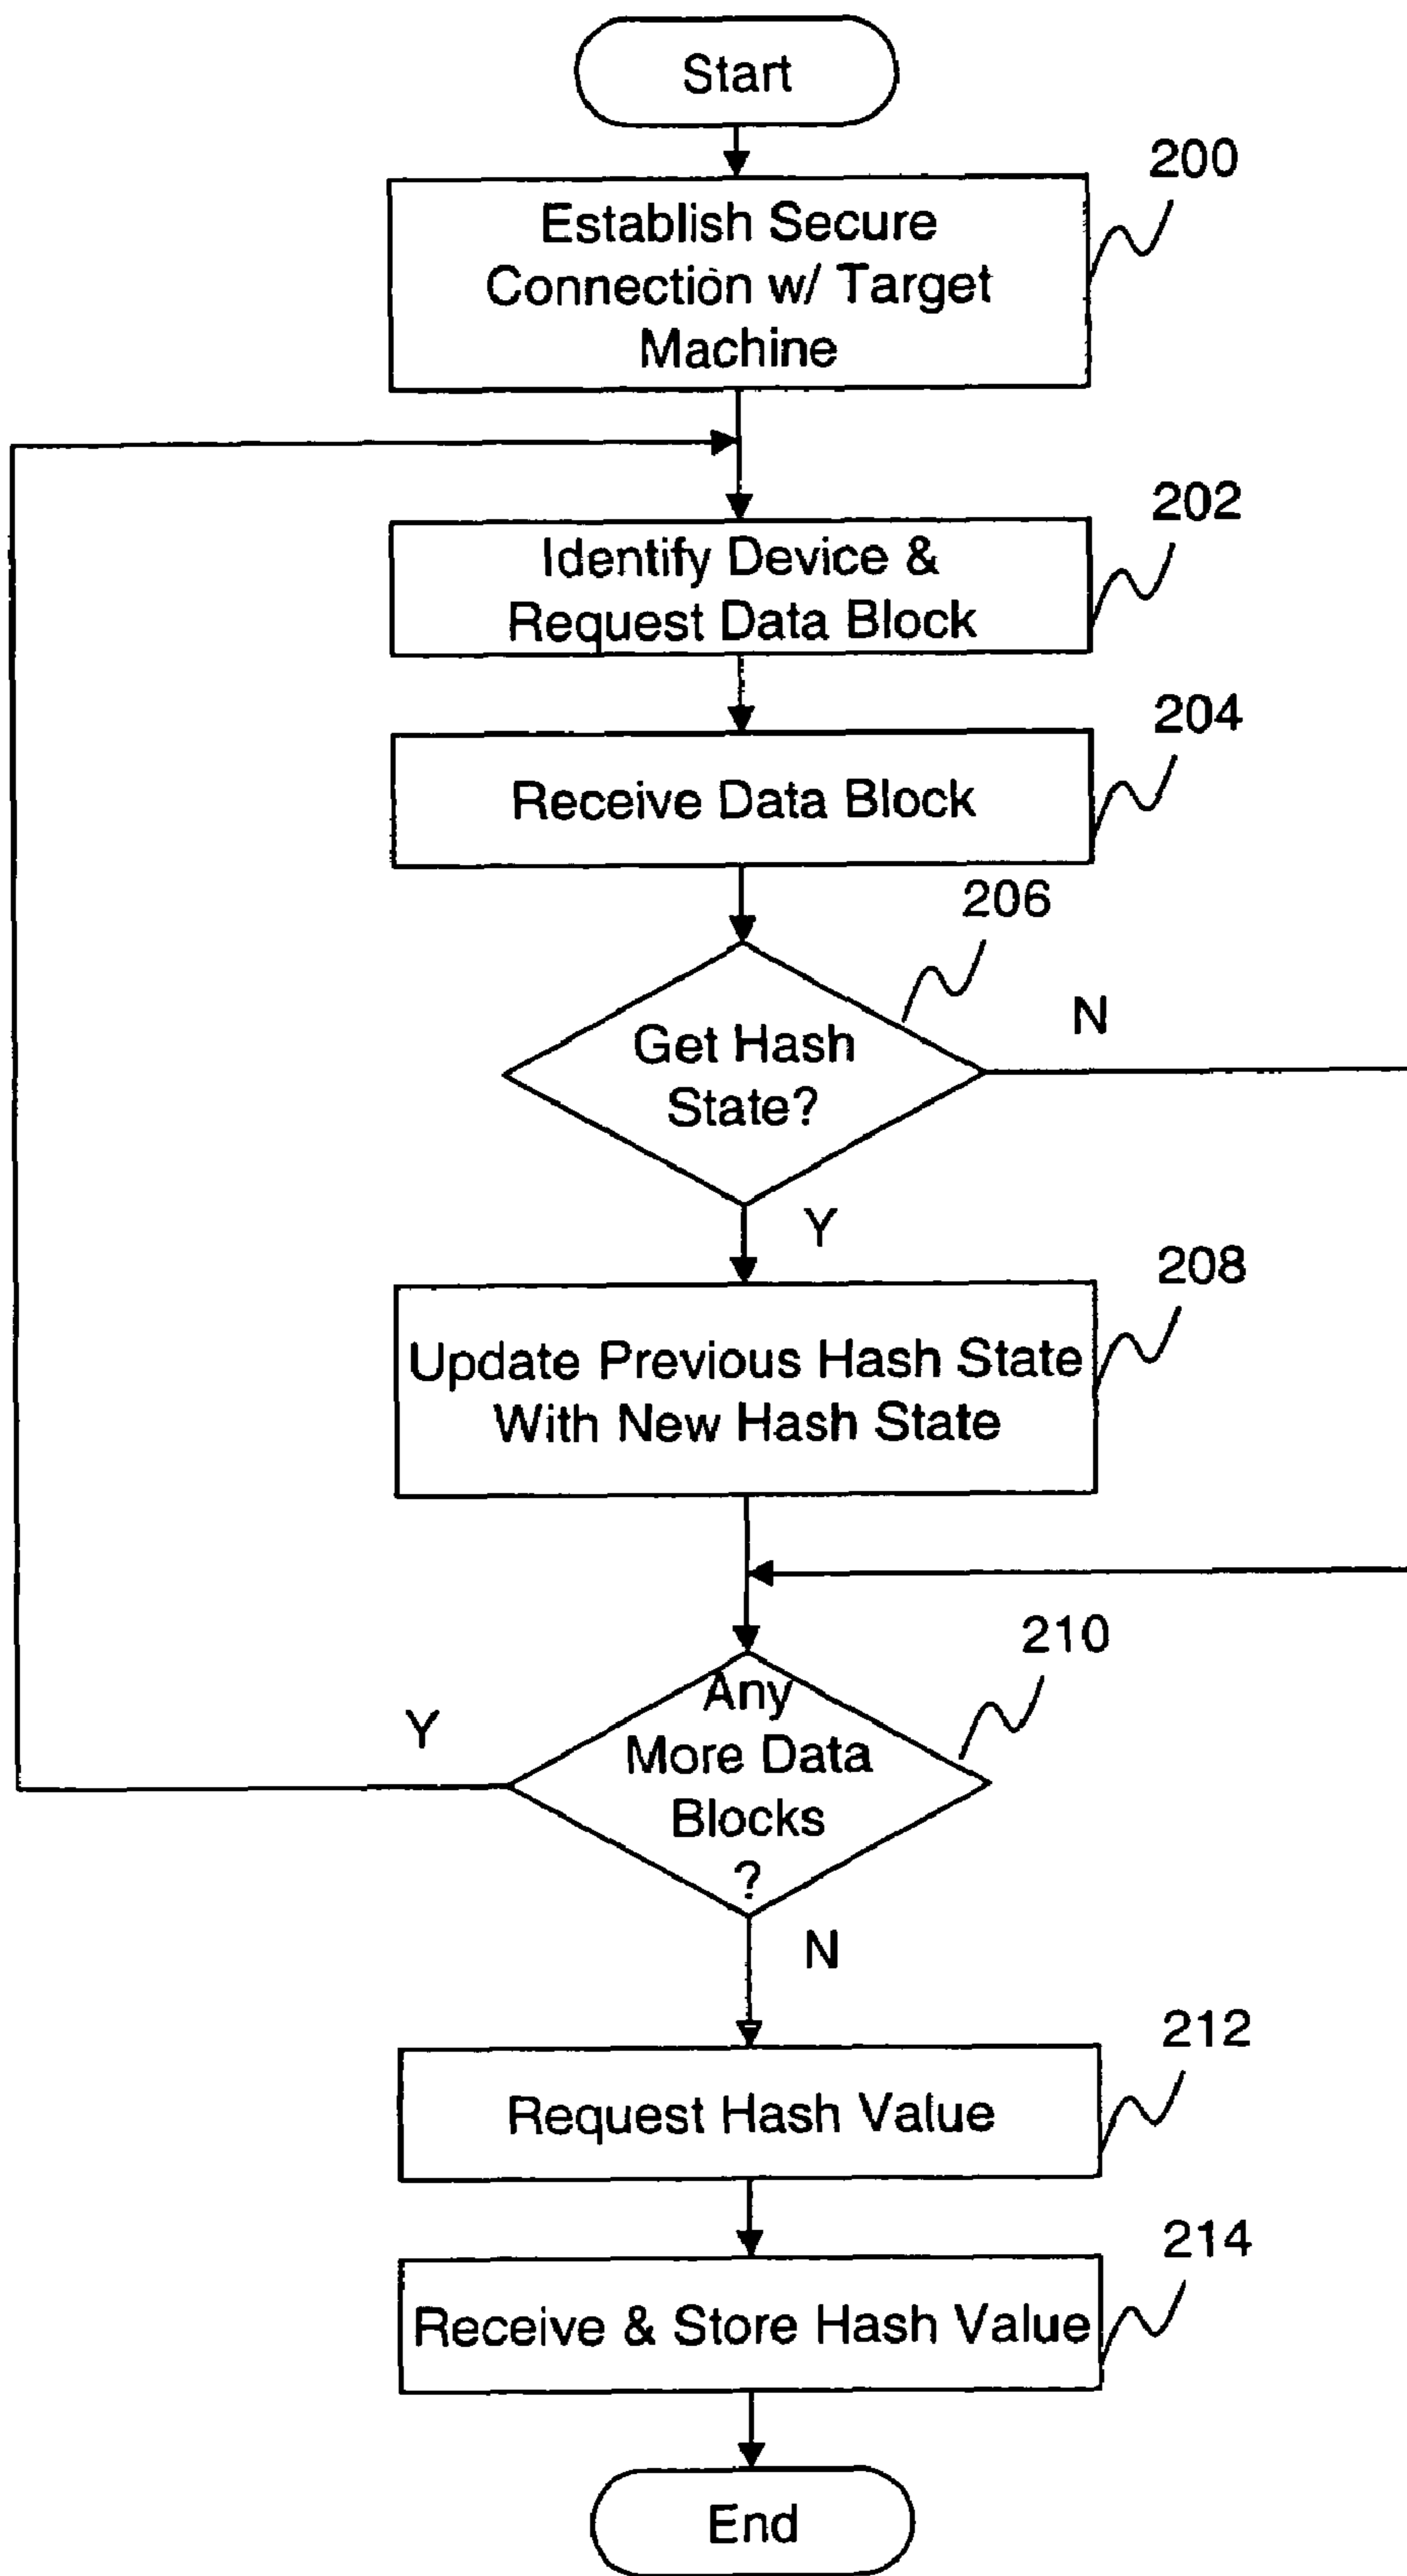 Start
200
Establish Secure
Connection w/ Target
Machine
202
Identify Device &
Request Data Block
204
Receive Data Block
206
Get Hash
State?
N
Y
208
Update Previous Hash State
With New Hash State
210
Any
More Data
Blocks
?
Y
N
212
Request Hash Value
214
Receive & Store Hash Value
End